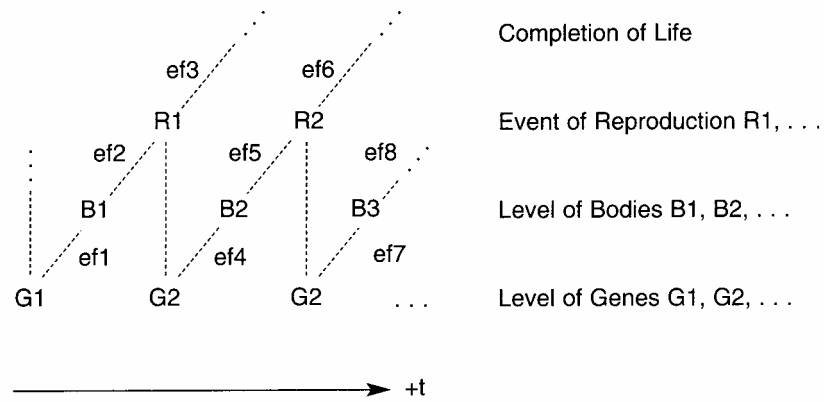 Completion of Life
ef3 ef6
R1 R2 Event of Reproduction R1, . . .
ef2 ef5 ef8
B1 B2 B3 Level of Bodies B1, B2, . . .
ef1 ef4 ef7
G1 G2 G2 . . . Level of Genes G1, G2, . . .
+t